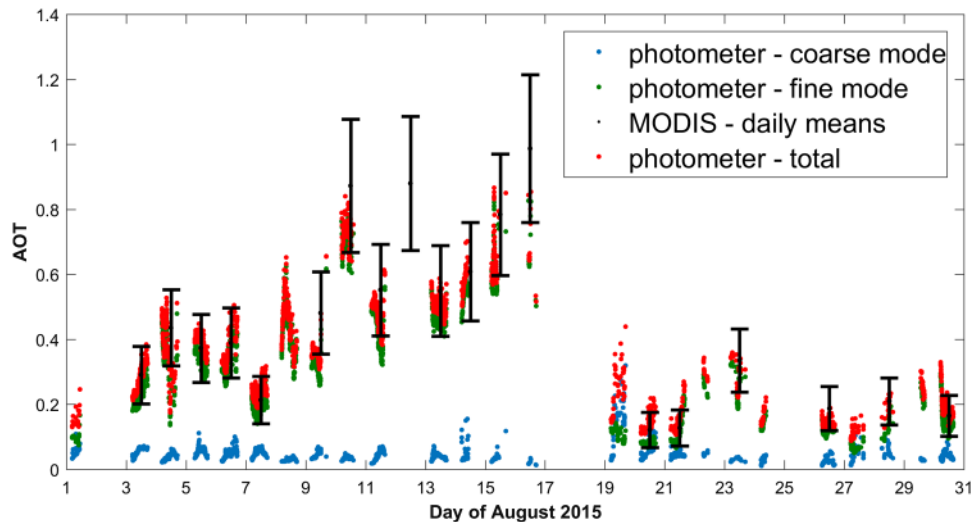 1.4
1.2
1
0.8
0.6
0.4
0.2
0
AOT
photometer - coarse mode
photometer - fine mode
MODIS - daily means
photometer - total
1 3 5 7 9 11 13 15 17 19 21 23 25 27 29 31
Day of August 2015